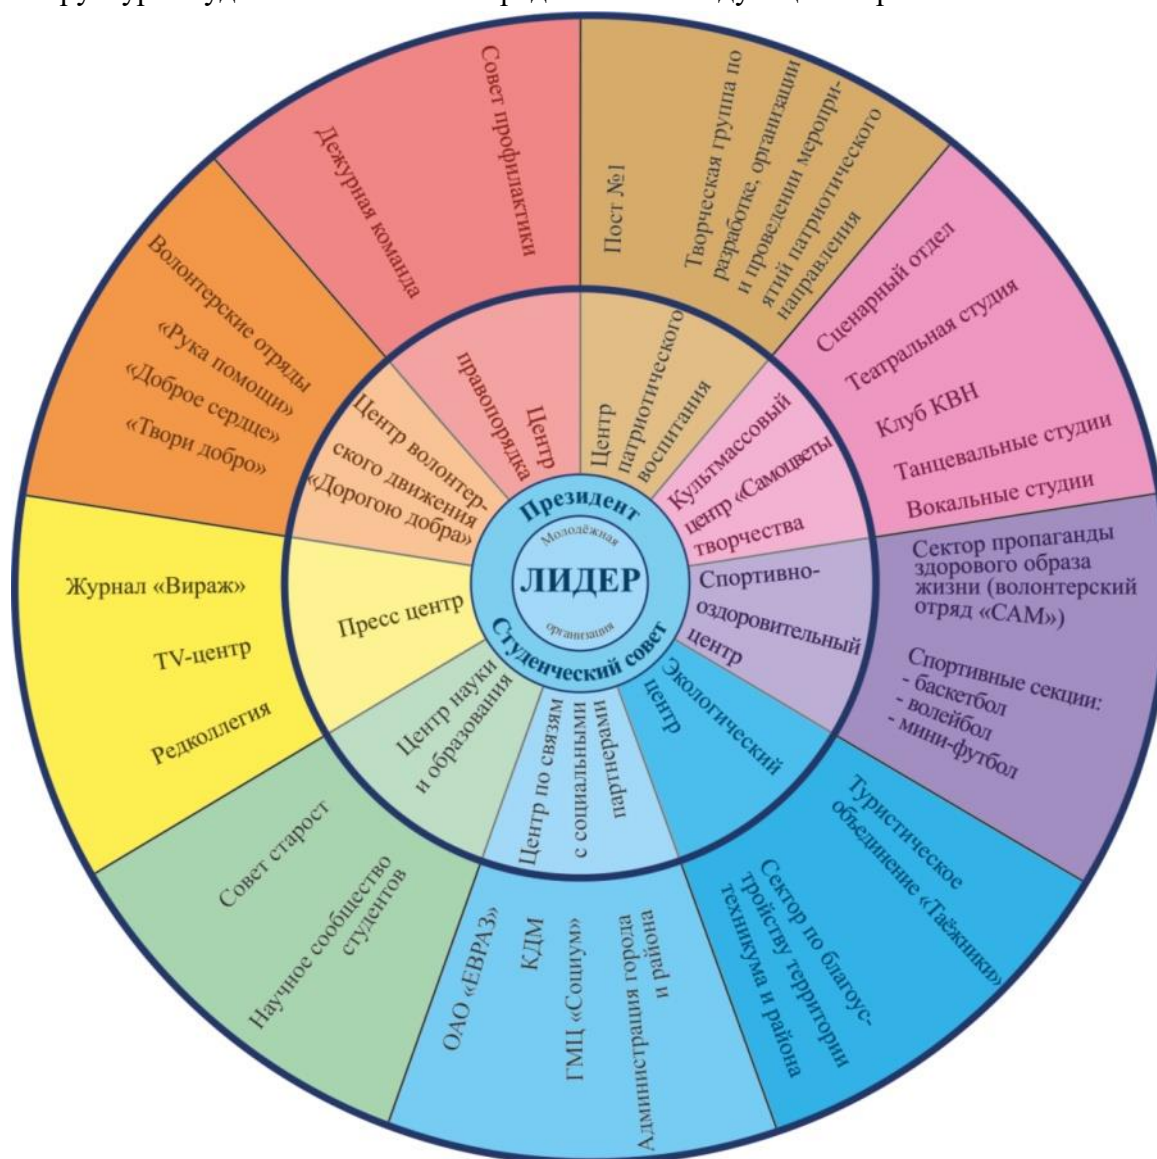 Президент
Молодёжная
ЛИДЕР
организация
Студенческий совет
Центр
патриотического
воспитания
Пост №1
Творческая группа по
разработке, организации
и проведении меропри-
ятий патриотического
направления
Культмассовый
центр «Самоцветы
творчества
Сценарный отдел
Театральная студия
Клуб КВН
Танцевальные студии
Вокальные студии
Спортивно-
оздоровительный
центр
Сектор пропаганды
здорового образа
жизни (волонтерский
отряд «САМ»)
Спортивные секции:
- баскетбол
- волейбол
- мини-футбол
Экологический
центр
Туристическое
объединение «Таёжники»
Сектор по благоус-
тройству территории
техникума и района
Центр по связям
с социальными
партнерами
ОАО «ЕВРАЗ»
КДМ
ГМЦ «Социум»
Администрация города
и района
Центр науки
и образования
Совет старост
Научное сообщество
студентов
Пресс центр
Журнал «Вираж»
TV-центр
Редколлегия
Центр волонтер-
ского движения
«Дорогою добра»
Волонтерские отряды
«Рука помощи»
«Доброе сердце»
«Твори добро»
Центр
правопорядка
Дежурная команда
Совет профилактики